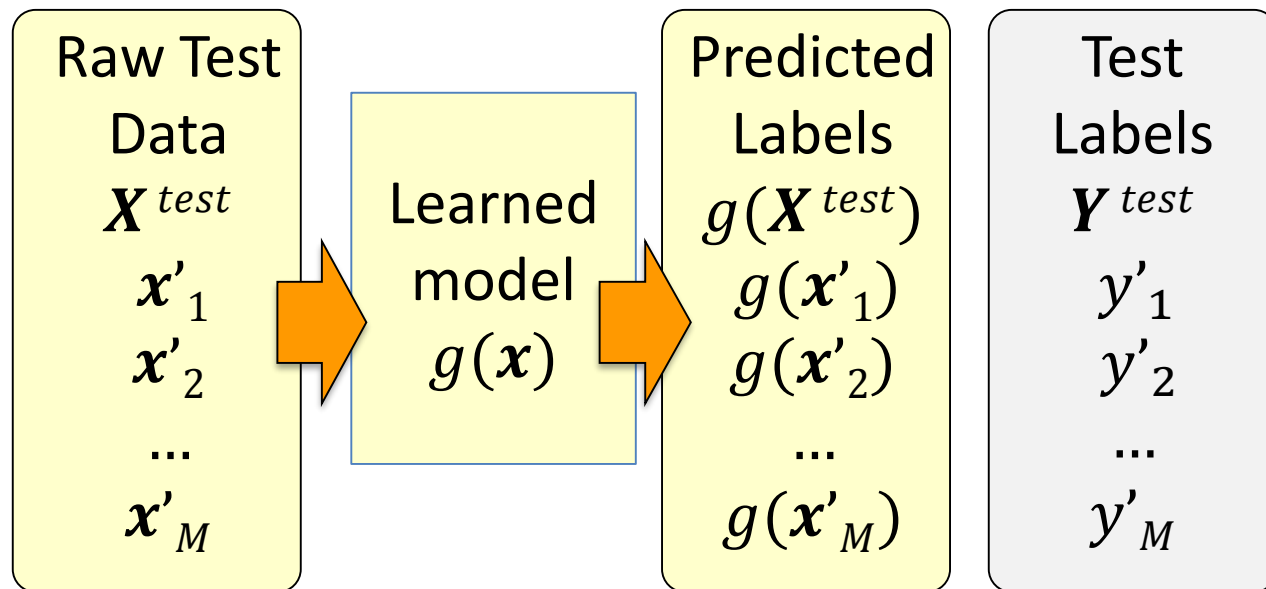 Raw Test
Data
X test
x’1
x’2
...
x’M
Learned
model
g(x)
Predicted
Labels
g(X test)
g(x’1)
g(x’2)
...
g(x’M)
Test
Labels
Y test
y’1
y’2
...
y’M